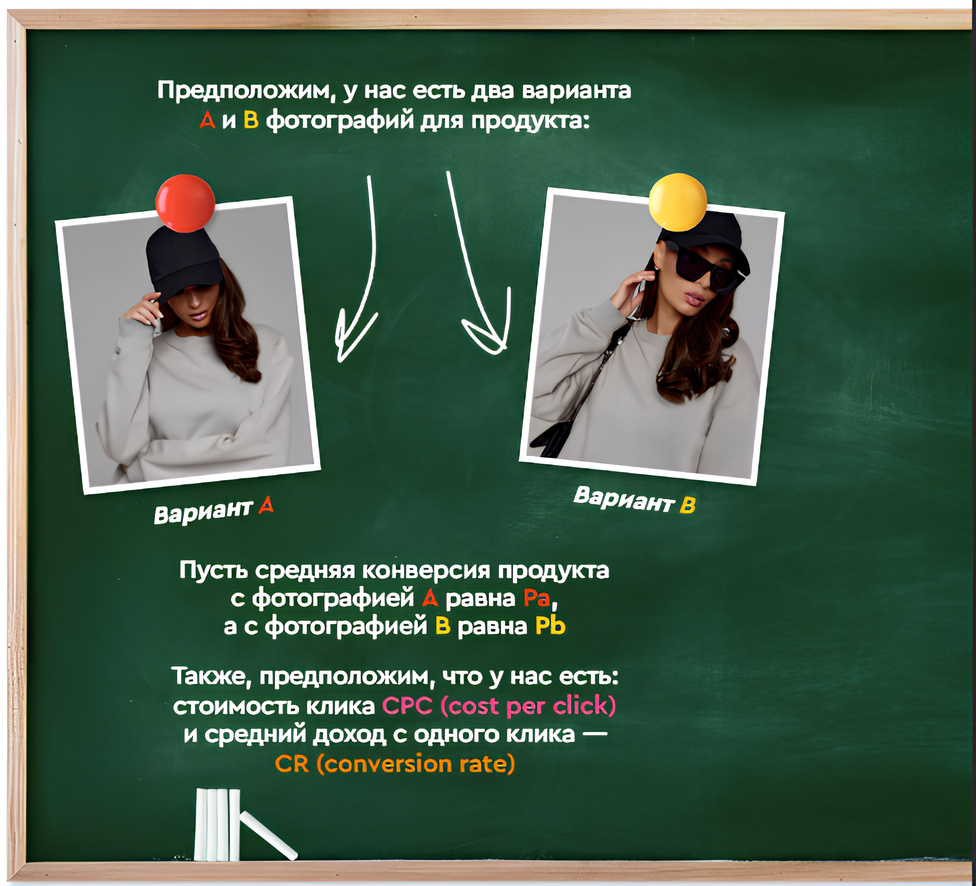 Предположим, у нас есть два варианта
А и В фотографий для продукта:
Вариант А
Вариант В
Пусть средняя конверсия продукта
с фотографией А равна Pa,
а с фотографией В равна Pb
Также, предположим, что у нас есть:
стоимость клика CPC (cost per click)
и средний доход с одного клика —
CR (conversion rate)